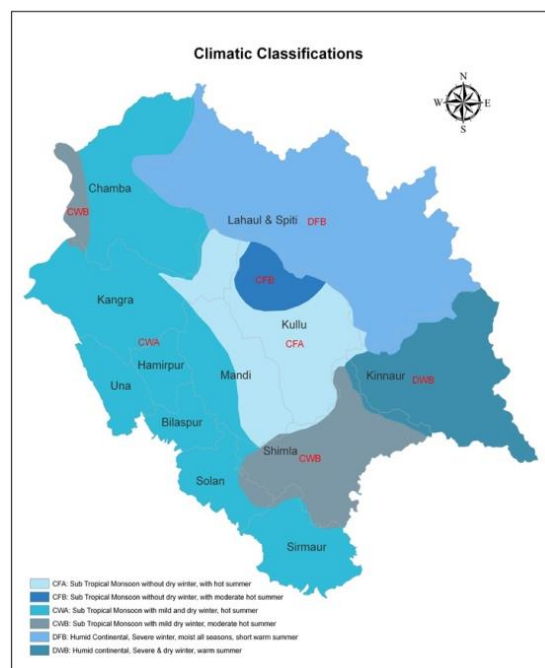 Climatic Classifications
N
W E
S
Chamba
CWB
Lahaul & Spiti DFB
CFB
Kangra
Kullu
CWA
CFA
Hamirpur
Mandi
Kinnaur DWB
Una
Bilaspur
Shimla
CWB
Solan
Sirmaur
CFA: Sub Tropical Monsoon without dry winter, with hot summer
CFB: Sub Tropical Monsoon without dry winter, with moderate hot summer
CWA: Sub Tropical Monsoon with mild and dry winter, hot summer
CWB: Sub Tropical Monsoon with mild dry winter, moderate hot summer
DFB: Humid Continental, Severe winter, moist all seasons, short warm summer
DWB: Humid continental, Severe & dry winter, warm summer